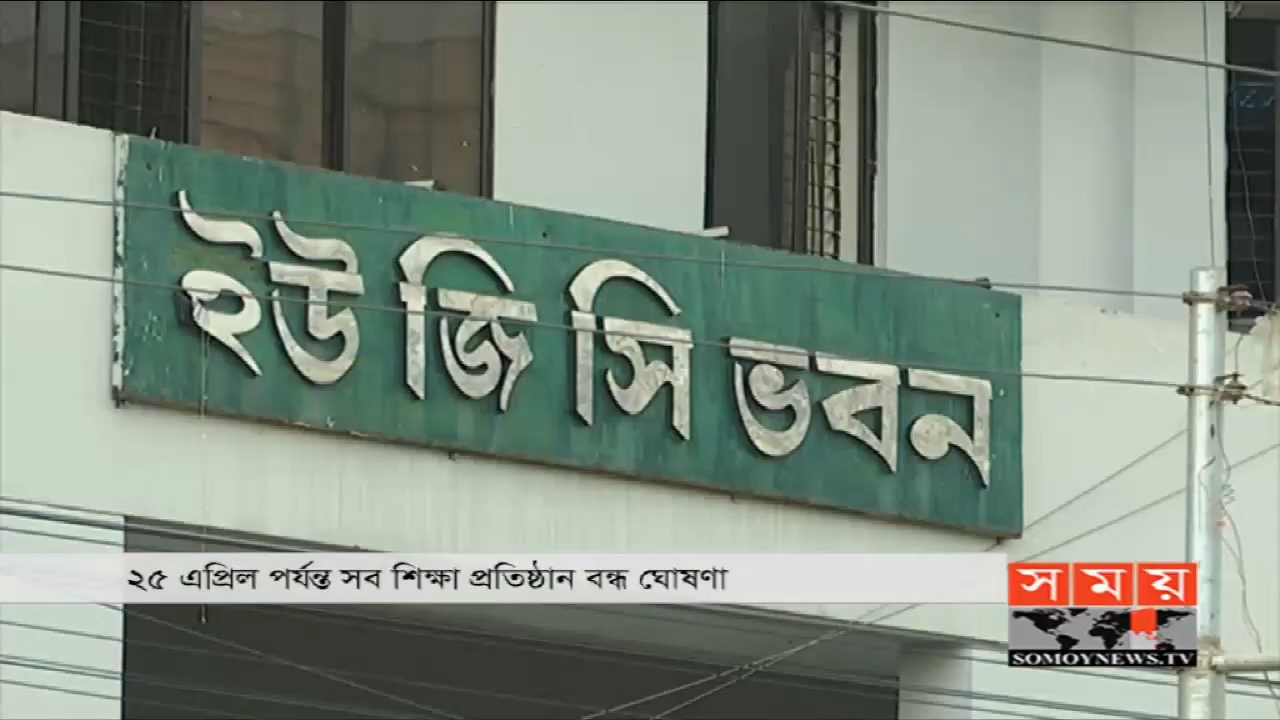 ইউজিসি ভবন
২৫ এপ্রিল পর্যন্ত সব শিক্ষা প্রতিষ্ঠান বন্ধ ঘোষণা
সময়
SOMOYNEWS.TV